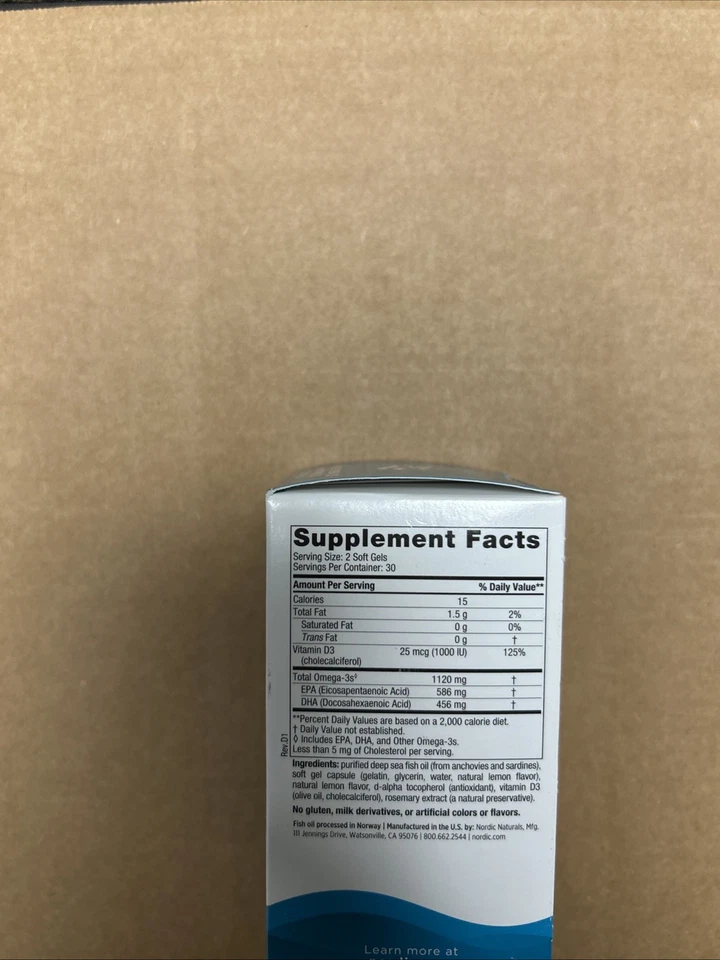 Supplement Facts
Serving Size: 2 Soft Gels
Servings Per Container: 30
Amount Per Serving % Daily Value**
Calories 15
Total Fat 1.5 g 2%
Saturated Fat 0 g 0%
Trans Fat 0 g †
Vitamin D3 25 mcg (1000 IU) 125%
(cholecalciferol)
Total Omega-3s◊ 1120 mg †
EPA (Eicosapentaenoic Acid) 586 mg †
DHA (Docosahexaenoic Acid) 456 mg †
**Percent Daily Values are based on a 2,000 calorie diet.
† Daily Value not established.
◊ Includes EPA, DHA, and Other Omega-3s.
Less than 5 mg of Cholesterol per serving.
Rev.D1
Ingredients: purified deep sea fish oil (from anchovies and sardines),
soft gel capsule (gelatin, glycerin, water, natural lemon flavor),
natural lemon flavor, d-alpha tocopherol (antioxidant), vitamin D3
(olive oil, cholecalciferol), rosemary extract (a natural preservative).
No gluten, milk derivatives, or artificial colors or flavors.
Fish oil processed in Norway | Manufactured in the U.S. by: Nordic Naturals, Mfg.
111 Jennings Drive, Watsonville, CA 95076 | 800.662.2544 | nordic.com
Learn more at